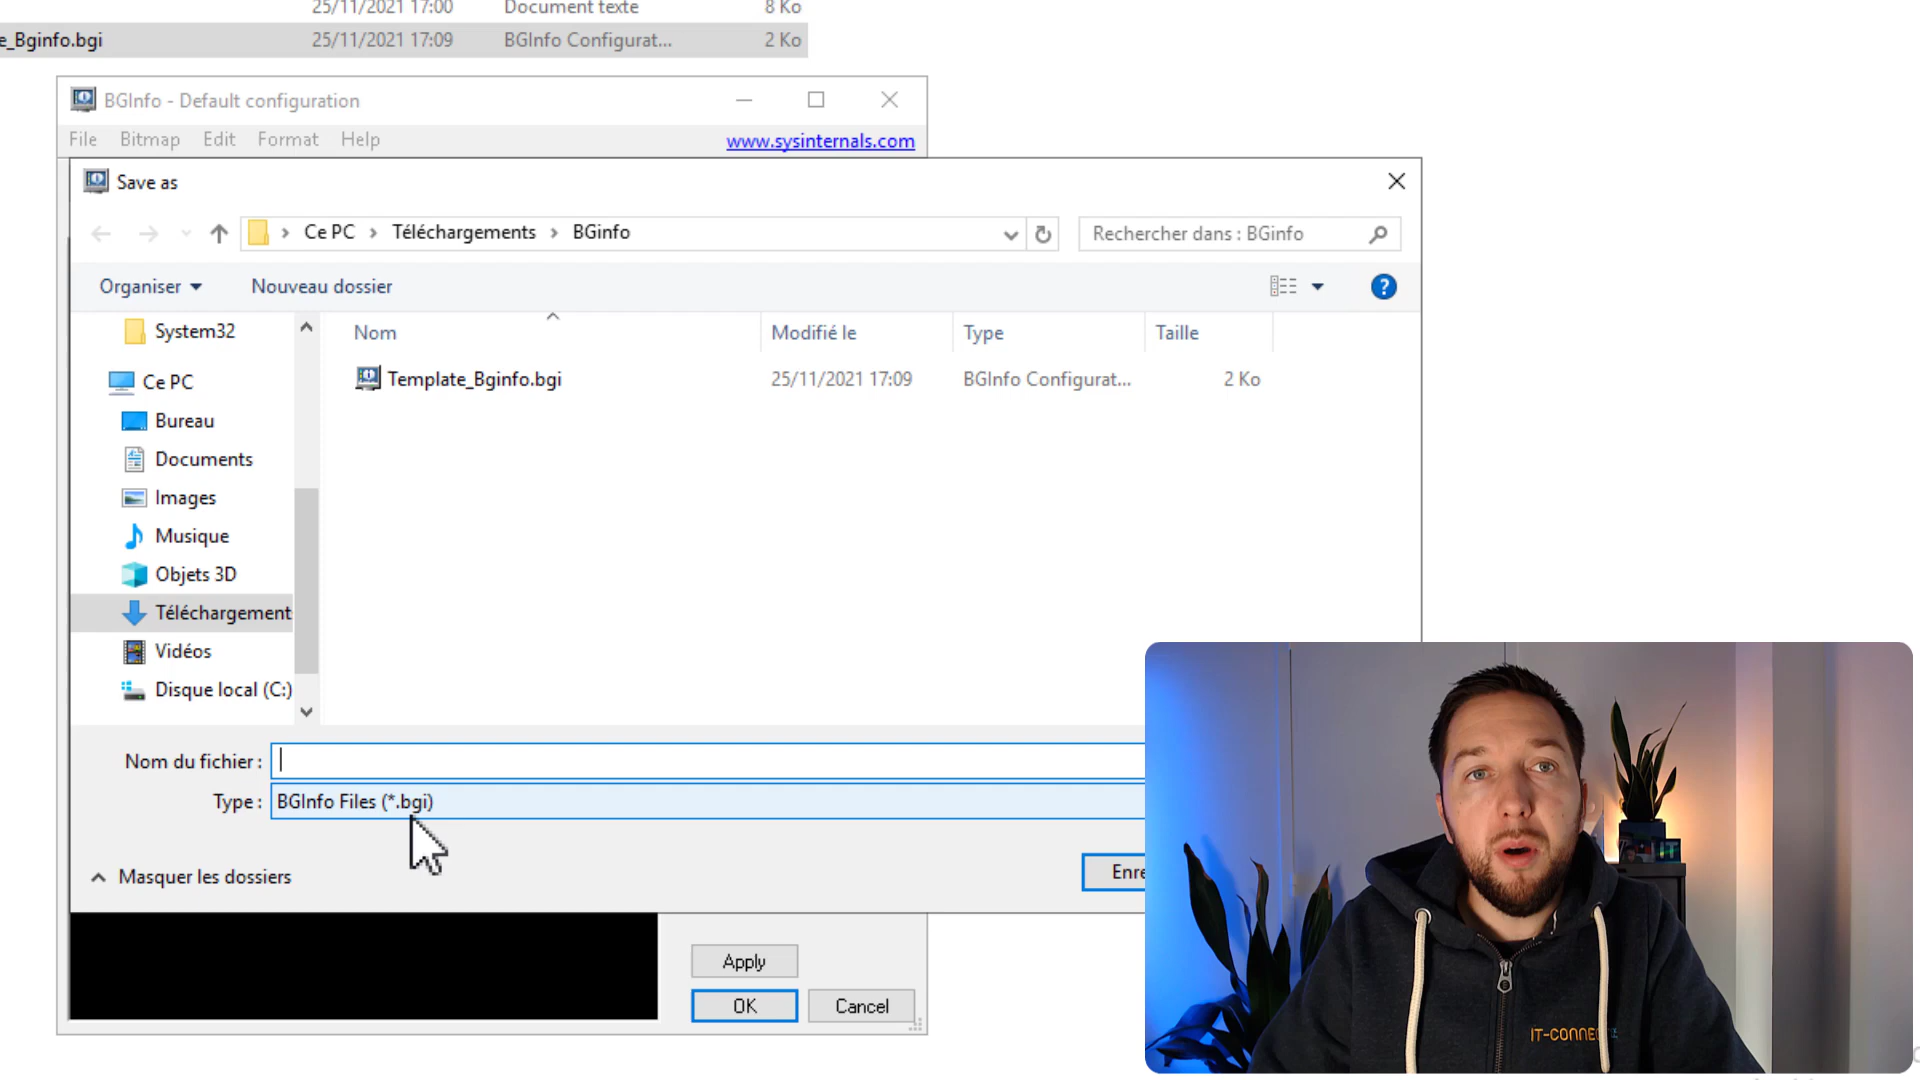 25/11/2021 17:00 Document texte 8 Ko
e_Bginfo.bgi 25/11/2021 17:09 BGInfo Configurat... 2 Ko
BGInfo - Default configuration
File Bitmap Edit Format Help www.sysinternals.com
Save as
Ce PC > Téléchargements > BGinfo
Rechercher dans : BGinfo
Organiser Nouveau dossier
Nom Modifié le Type Taille
Template_Bginfo.bgi 25/11/2021 17:09 BGInfo Configurat... 2 Ko
System32
Ce PC
Bureau
Documents
Images
Musique
Objets 3D
Téléchargement
Vidéos
Disque local (C:)
Nom du fichier :
Type : BGInfo Files (*.bgi)
Masquer les dossiers
Enre
Apply
OK Cancel
IT-CONNE
IT